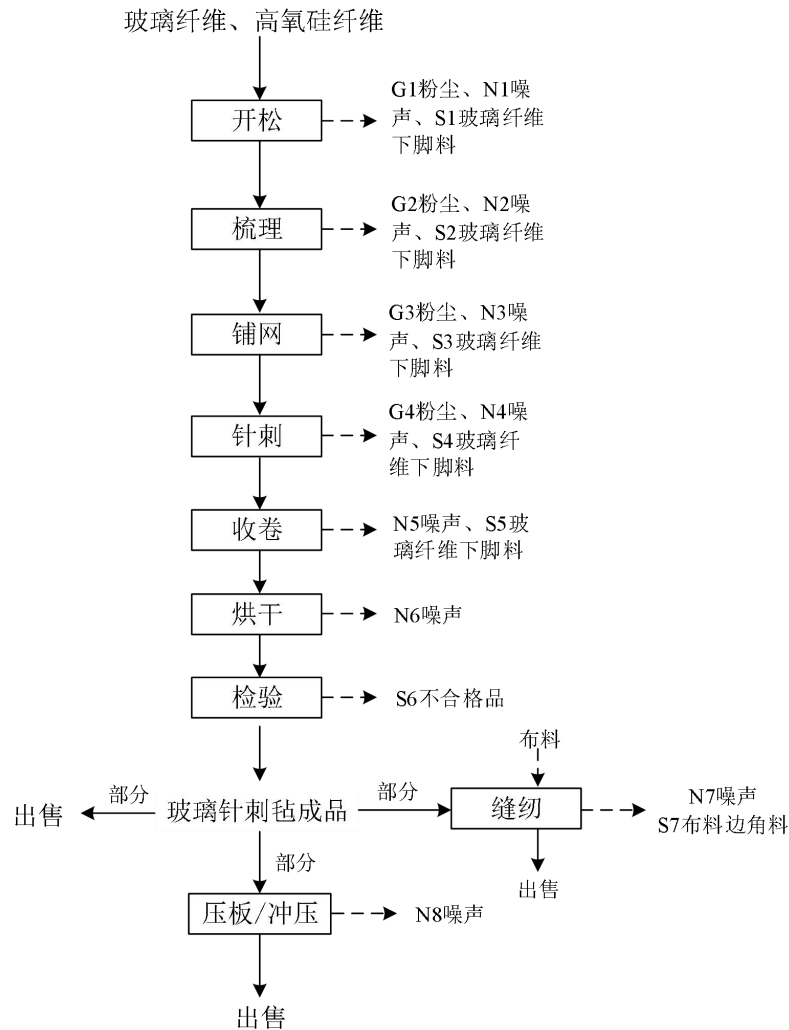 玻璃纤维、高氧硅纤维
开松
G1粉尘、N1噪
声、S1玻璃纤维
下脚料
梳理
G2粉尘、N2噪
声、S2玻璃纤维
下脚料
铺网
G3粉尘、N3噪
声、S3玻璃纤维
下脚料
针刺
G4粉尘、N4噪
声、S4玻璃纤
维下脚料
收卷
N5噪声、S5玻
璃纤维下脚料
烘干
N6噪声
检验
S6不合格品
布料
出售
部分
玻璃针刺毡成品
部分
缝纫
N7噪声
S7布料边角料
出售
部分
压板/冲压
N8噪声
出售